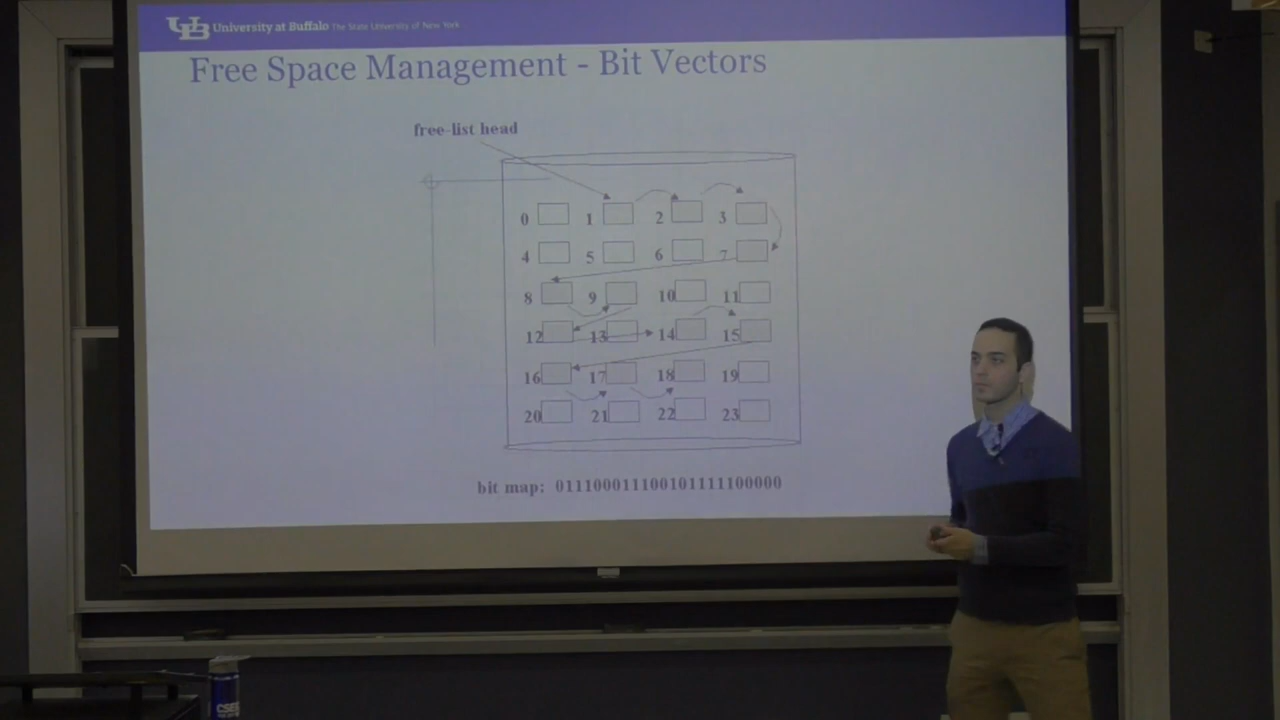 UB University at Buffalo The State University of New York
Free Space Management - Bit Vectors
free-list head
0 1 2 3
4 5 6 7
8 9 10 11
12 13 14 15
16 17 18 19
20 21 22 23
bit map: 011100011100101111100000
CSE